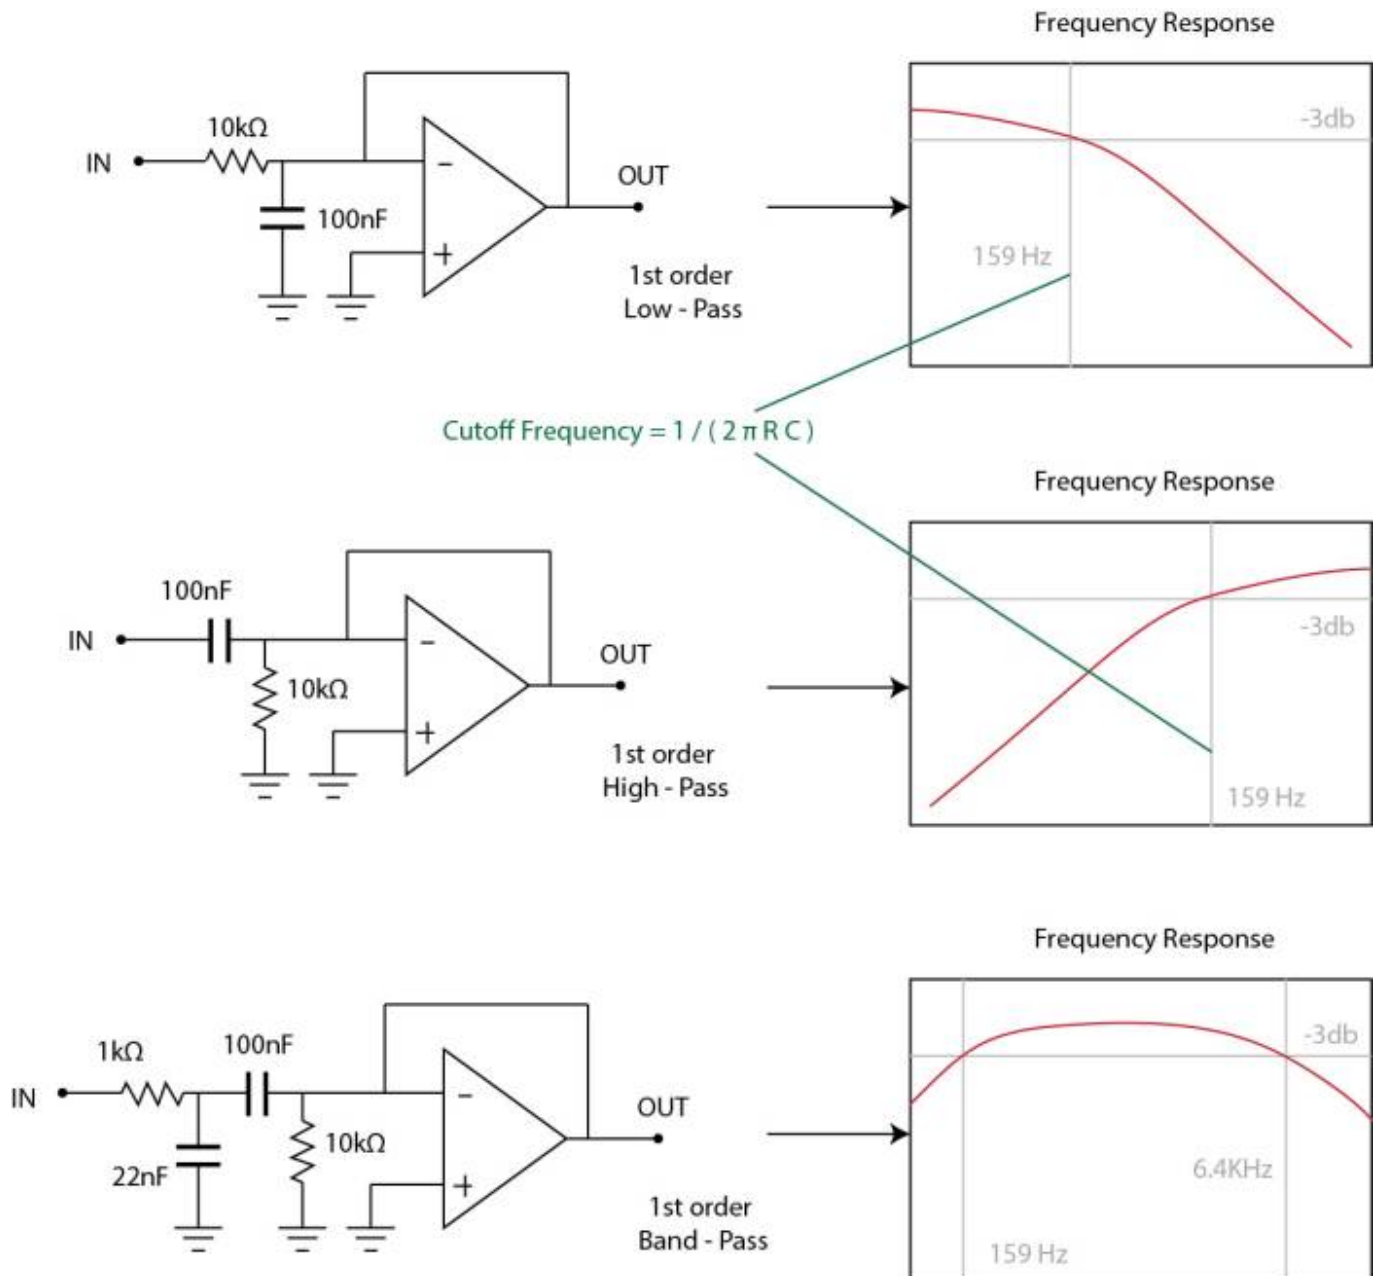 Frequency Response
10kΩ
IN
−
+
100nF
OUT
1st order
Low - Pass
-3db
159 Hz
Cutoff Frequency = 1 / ( 2 π R C )
Frequency Response
100nF
IN
−
+
10kΩ
OUT
1st order
High - Pass
-3db
159 Hz
Frequency Response
1kΩ
100nF
IN
−
+
22nF
10kΩ
OUT
1st order
Band - Pass
-3db
6.4KHz
159 Hz